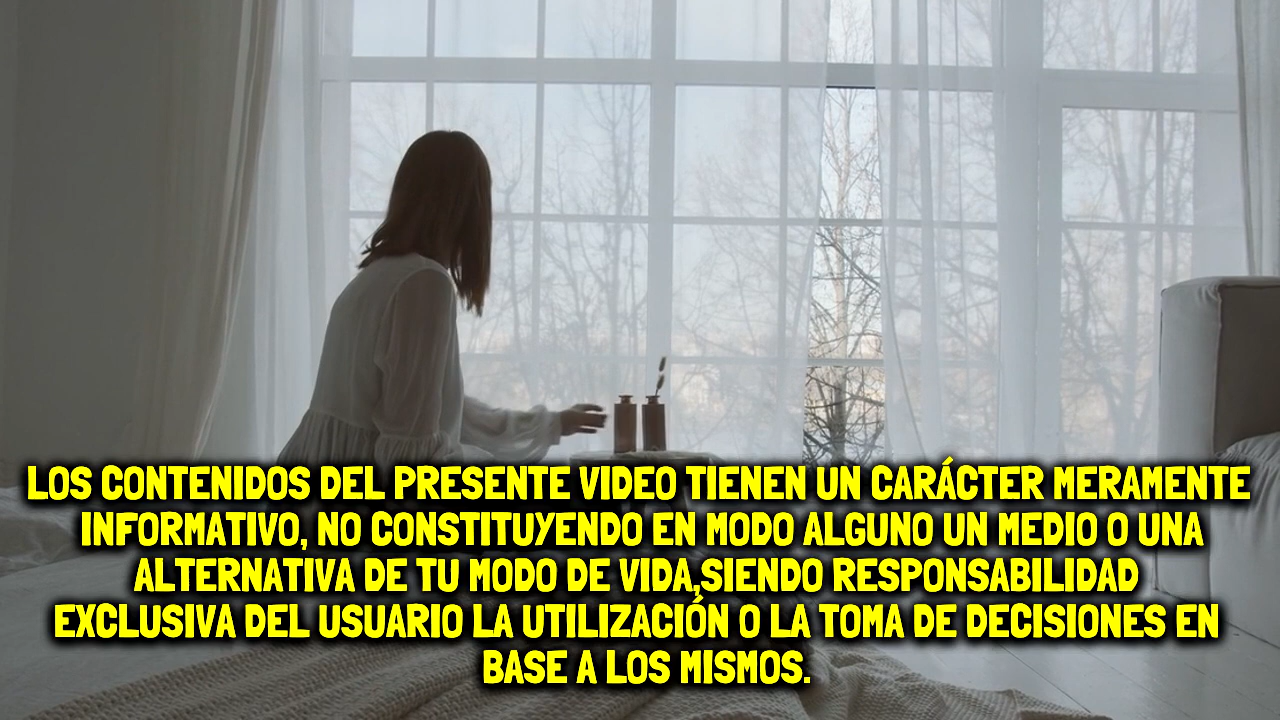 LOS CONTENIDOS DEL PRESENTE VIDEO TIENEN UN CARÁCTER MERAMENTE
INFORMATIVO, NO CONSTITUYENDO EN MODO ALGUNO UN MEDIO O UNA
ALTERNATIVA DE TU MODO DE VIDA,SIENDO RESPONSABILIDAD
EXCLUSIVA DEL USUARIO LA UTILIZACIÓN O LA TOMA DE DECISIONES EN
BASE A LOS MISMOS.